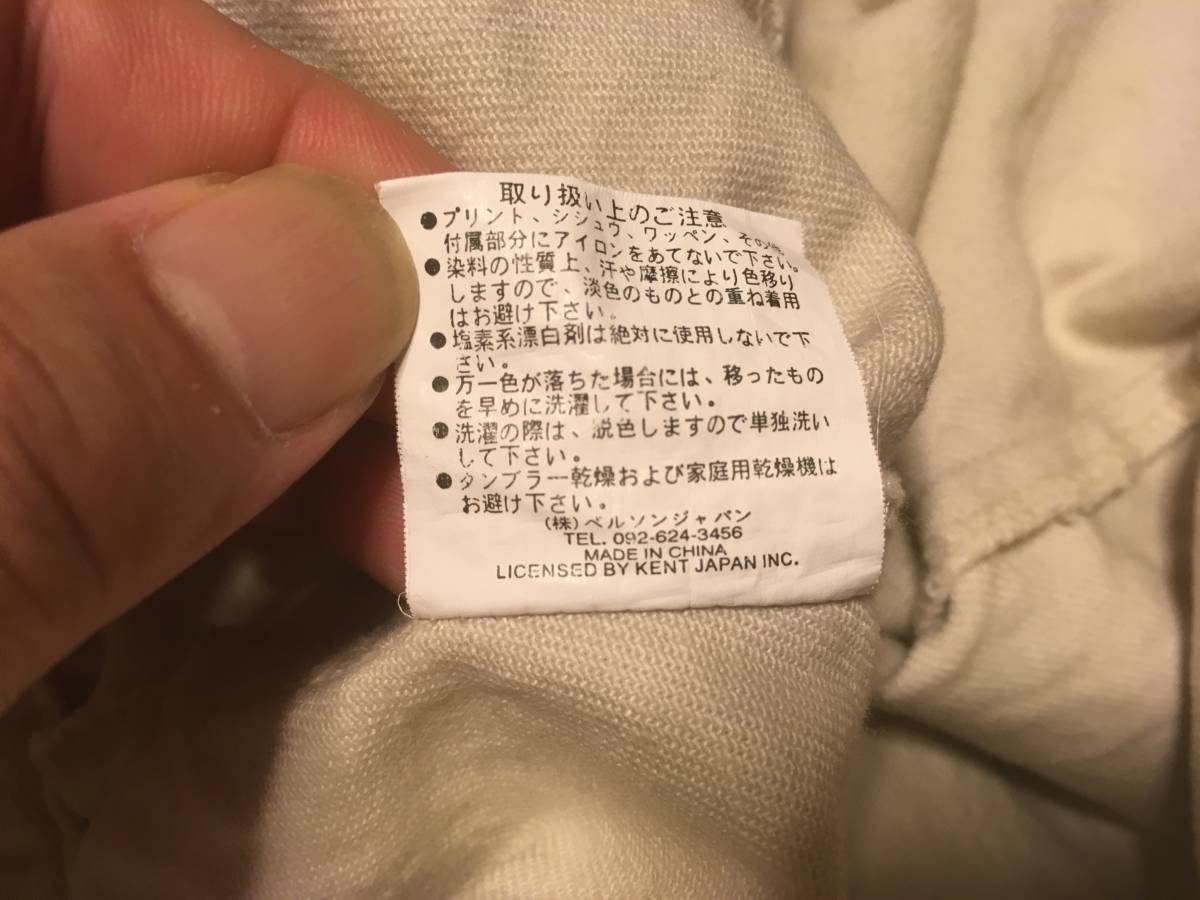 取り扱い上のご注意
●プリント、シシュウ、ワッペン、その他、
付属部分にアイロンをあてないで下さい。
●染料の性質上、汗や摩擦により色移り
しますので、淡色のものとの重ね着用
はお避け下さい。
●塩素系漂白剤は絶対に使用しないで下
さい。
●万一色が落ちた場合には、移ったもの
を早めに洗濯して下さい。
●洗濯の際は、脱色しますので単独洗い
して下さい。
●タンブラー乾燥および家庭用乾燥機は
お避け下さい。
(株)ベルソンジャパン
TEL. 092-624-3456
MADE IN CHINA
LICENSED BY KENT JAPAN INC.